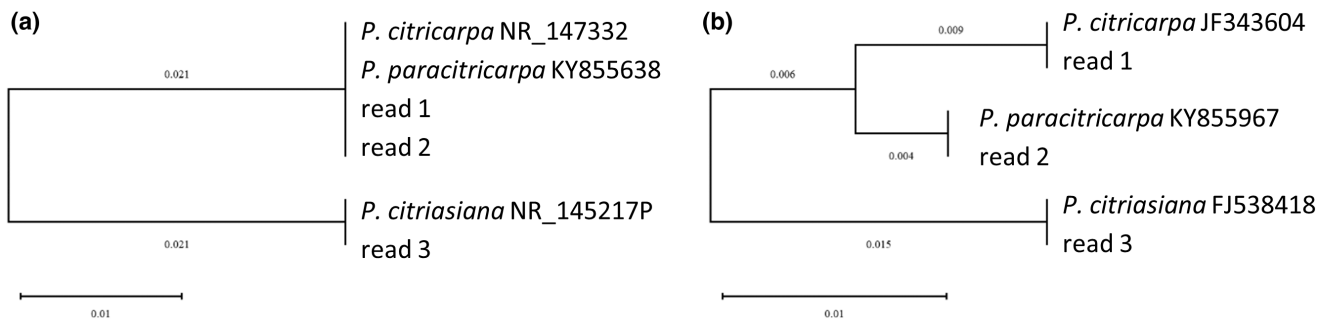 (a)
P. citricarpa NR_147332
P. paracitricarpa KY855638
read 1
read 2
0.021
P. citriasiana NR_145217P
read 3
0.021
0.01
(b)
P. citricarpa JF343604
read 1
0.009
0.006
P. paracitricarpa KY855967
read 2
0.004
P. citriasiana FJ538418
read 3
0.015
0.01